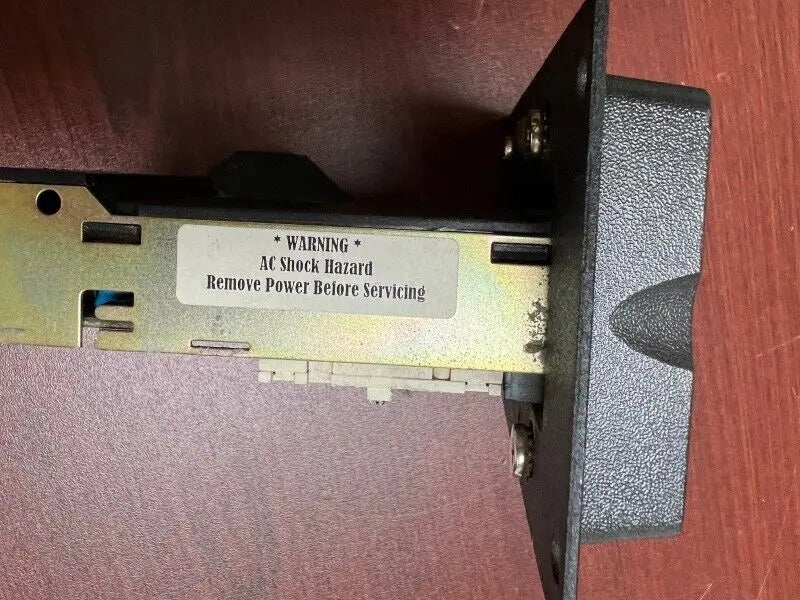 * WARNING *
AC Shock Hazard
Remove Power Before Servicing